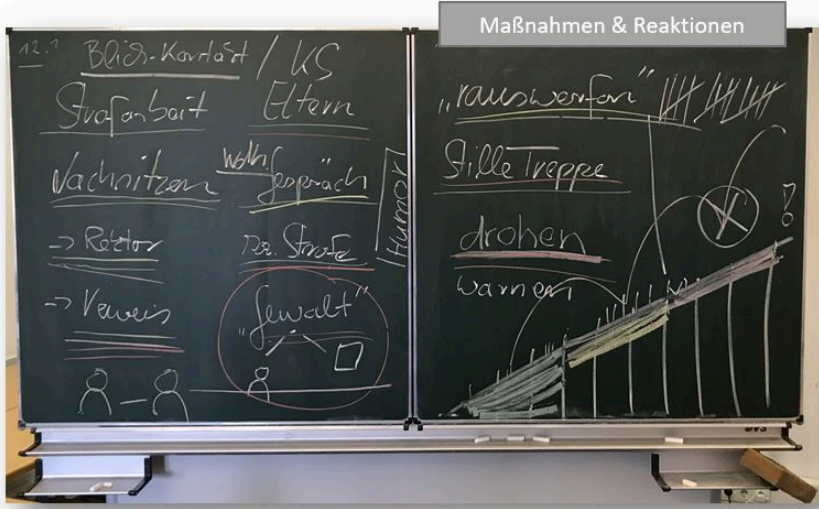 Maßnahmen & Reaktionen
12.1
Blick-Kontakt / KS
Strafarbeit
Eltern
Nachsitzen
Gespräch
Humor
-> Rektor
-> Verweis
"Gewalt"
„rauswerfen"
Stille Treppe
drohen
warnen
!